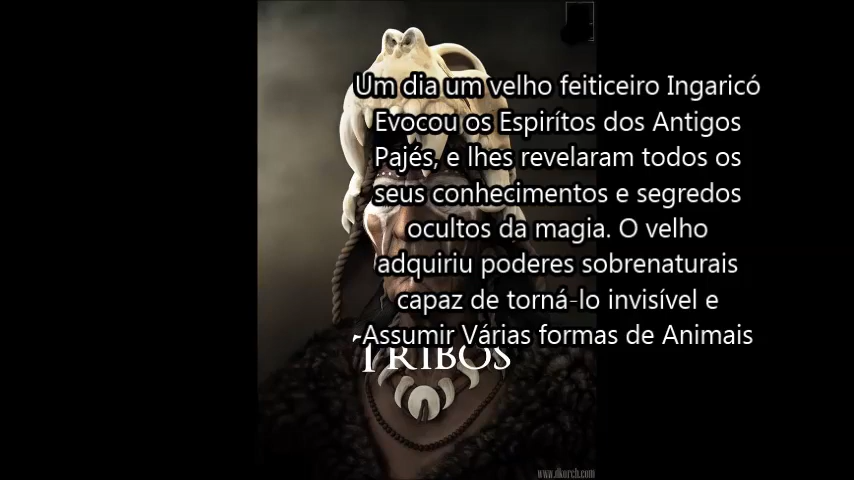 Um dia um velho feiticeiro Ingaricó
Evocou os Espirítos dos Antigos
Pajés, e lhes revelaram todos os
seus conhecimentos e segredos
ocultos da magia. O velho
adquiriu poderes sobrenaturais
capaz de torná-lo invisível e
Assumir Várias formas de Animais
TRIBOS